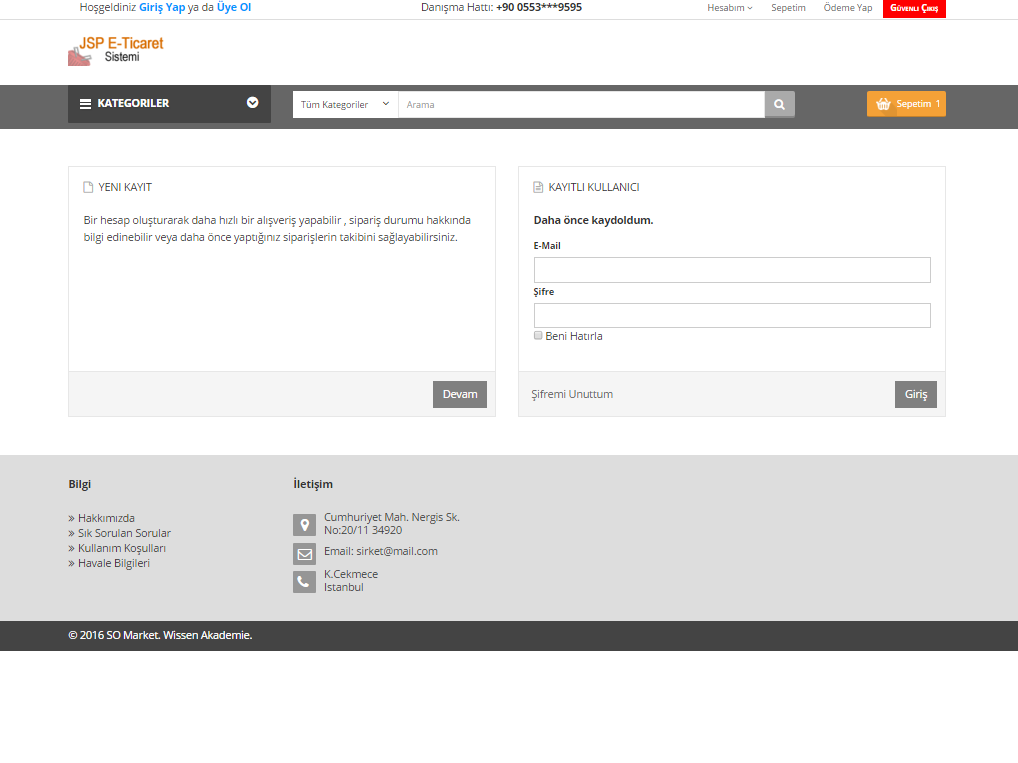 Hoşgeldiniz Giriş Yap ya da Üye Ol
Danışma Hattı: +90 0553***9595
Hesabım
Sepetim
Ödeme Yap
Güvenli Çıkış
JSP E-Ticaret
Sistemi
KATEGORILER
Tüm Kategoriler
Arama
Sepetim 1
YENI KAYIT
Bir hesap oluşturarak daha hızlı bir alışveriş yapabilir , sipariş durumu hakkında
bilgi edinebilir veya daha önce yaptığınız siparişlerin takibini sağlayabilirsiniz.
Devam
KAYITLI KULLANICI
Daha önce kaydoldum.
E-Mail
Şifre
Beni Hatırla
Şifremi Unuttum
Giriş
Bilgi
» Hakkımızda
» Sık Sorulan Sorular
» Kullanım Koşulları
» Havale Bilgileri
İletişim
Cumhuriyet Mah. Nergis Sk.
No:20/11 34920
Email: sirket@mail.com
K.Cekmece
Istanbul
© 2016 SO Market. Wissen Akademie.